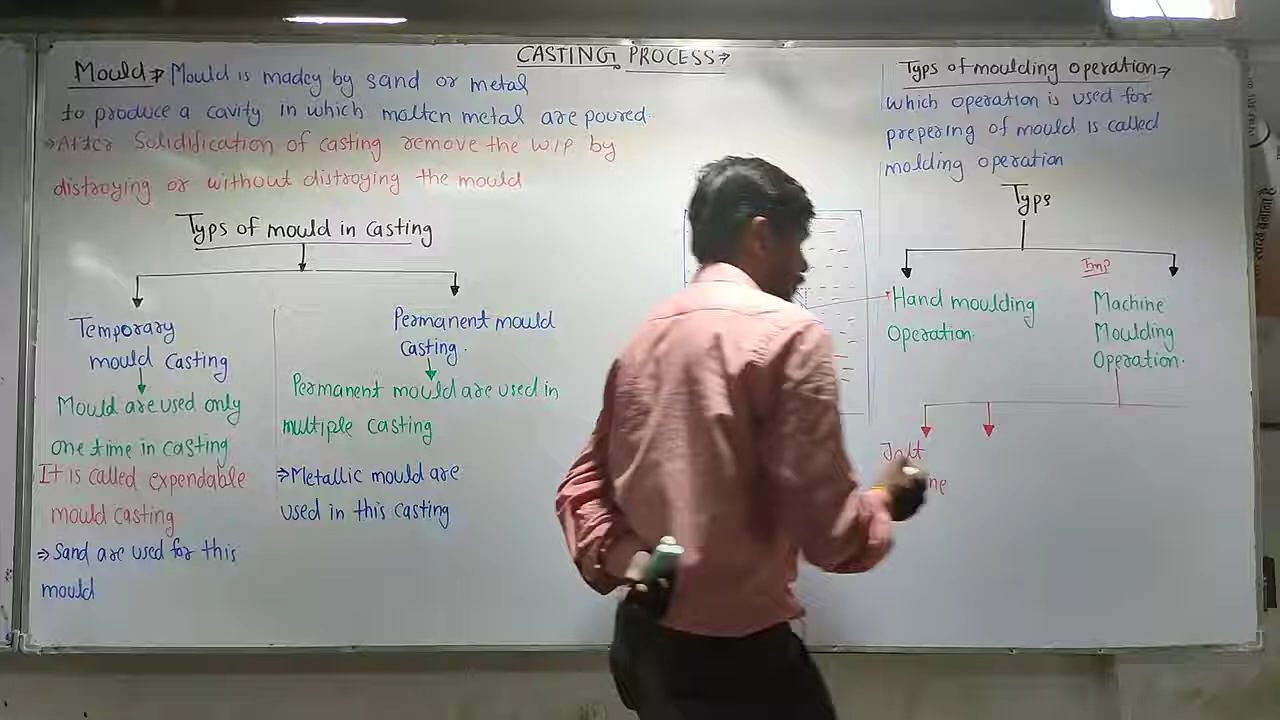 CASTING PROCESS→
Mould⇒ Mould is madey by sand or metal
to produce a cavity in which molten metal are poured.
⇒After Solidification of casting remove the W/P by
distroying or without distroying the mould
Typs of mould in casting
Temporary
mould casting
Mould are used only
one time in casting
It is called expendable
mould casting
⇒Sand are used for this
mould
Permanent mould
casting.
Permanent mould are used in
multiple casting
⇒Metallic mould are
used in this casting
Typs of moulding operation→
which operation is used for
prepering of mould is called
molding operation
Typs
Hand moulding
Operation.
Imp
Machine
Moulding
Operation.
Jolt